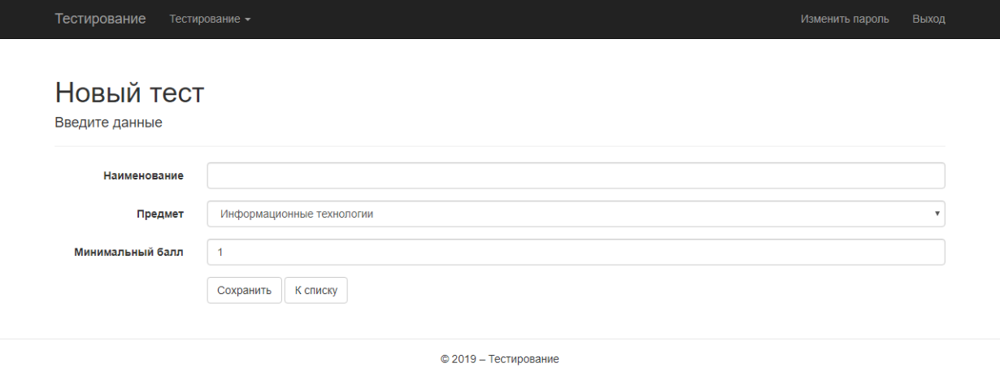 Тестирование Тестирование Изменить пароль Выход
Новый тест
Введите данные
Наименование
Предмет Информационные технологии
Минимальный балл 1
Сохранить К списку
© 2019 – Тестирование